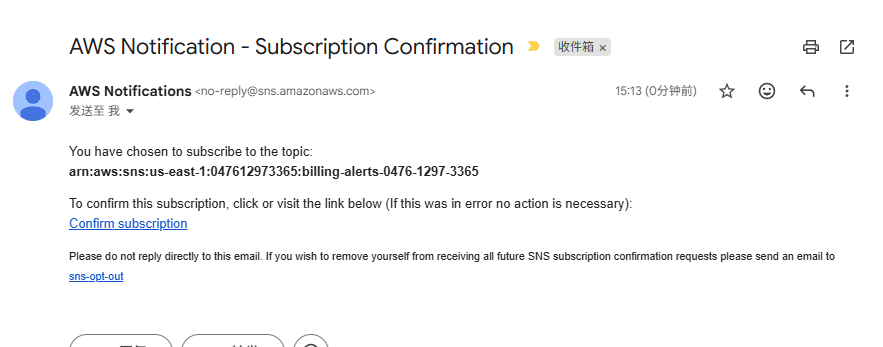 AWS Notification - Subscription Confirmation
收件箱 ×
AWS Notifications <no-reply@sns.amazonaws.com>
15:13 (0分钟前)
发送至 我
You have chosen to subscribe to the topic:
arn:aws:sns:us-east-1:047612973365:billing-alerts-0476-1297-3365
To confirm this subscription, click or visit the link below (If this was in error no action is necessary):
Confirm subscription
Please do not reply directly to this email. If you wish to remove yourself from receiving all future SNS subscription confirmation requests please send an email to
sns-opt-out